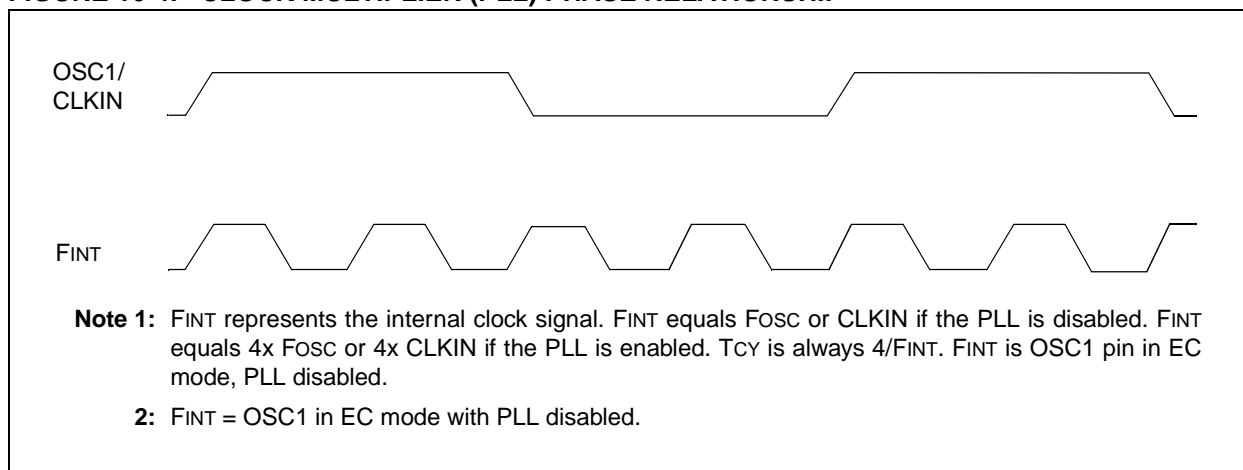 OSC1/
CLKIN
FINT
Note 1: FINT represents the internal clock signal. FINT equals FOSC or CLKIN if the PLL is disabled. FINT
equals 4x FOSC or 4x CLKIN if the PLL is enabled. TCY is always 4/FINT. FINT is OSC1 pin in EC
mode, PLL disabled.
2: FINT = OSC1 in EC mode with PLL disabled.